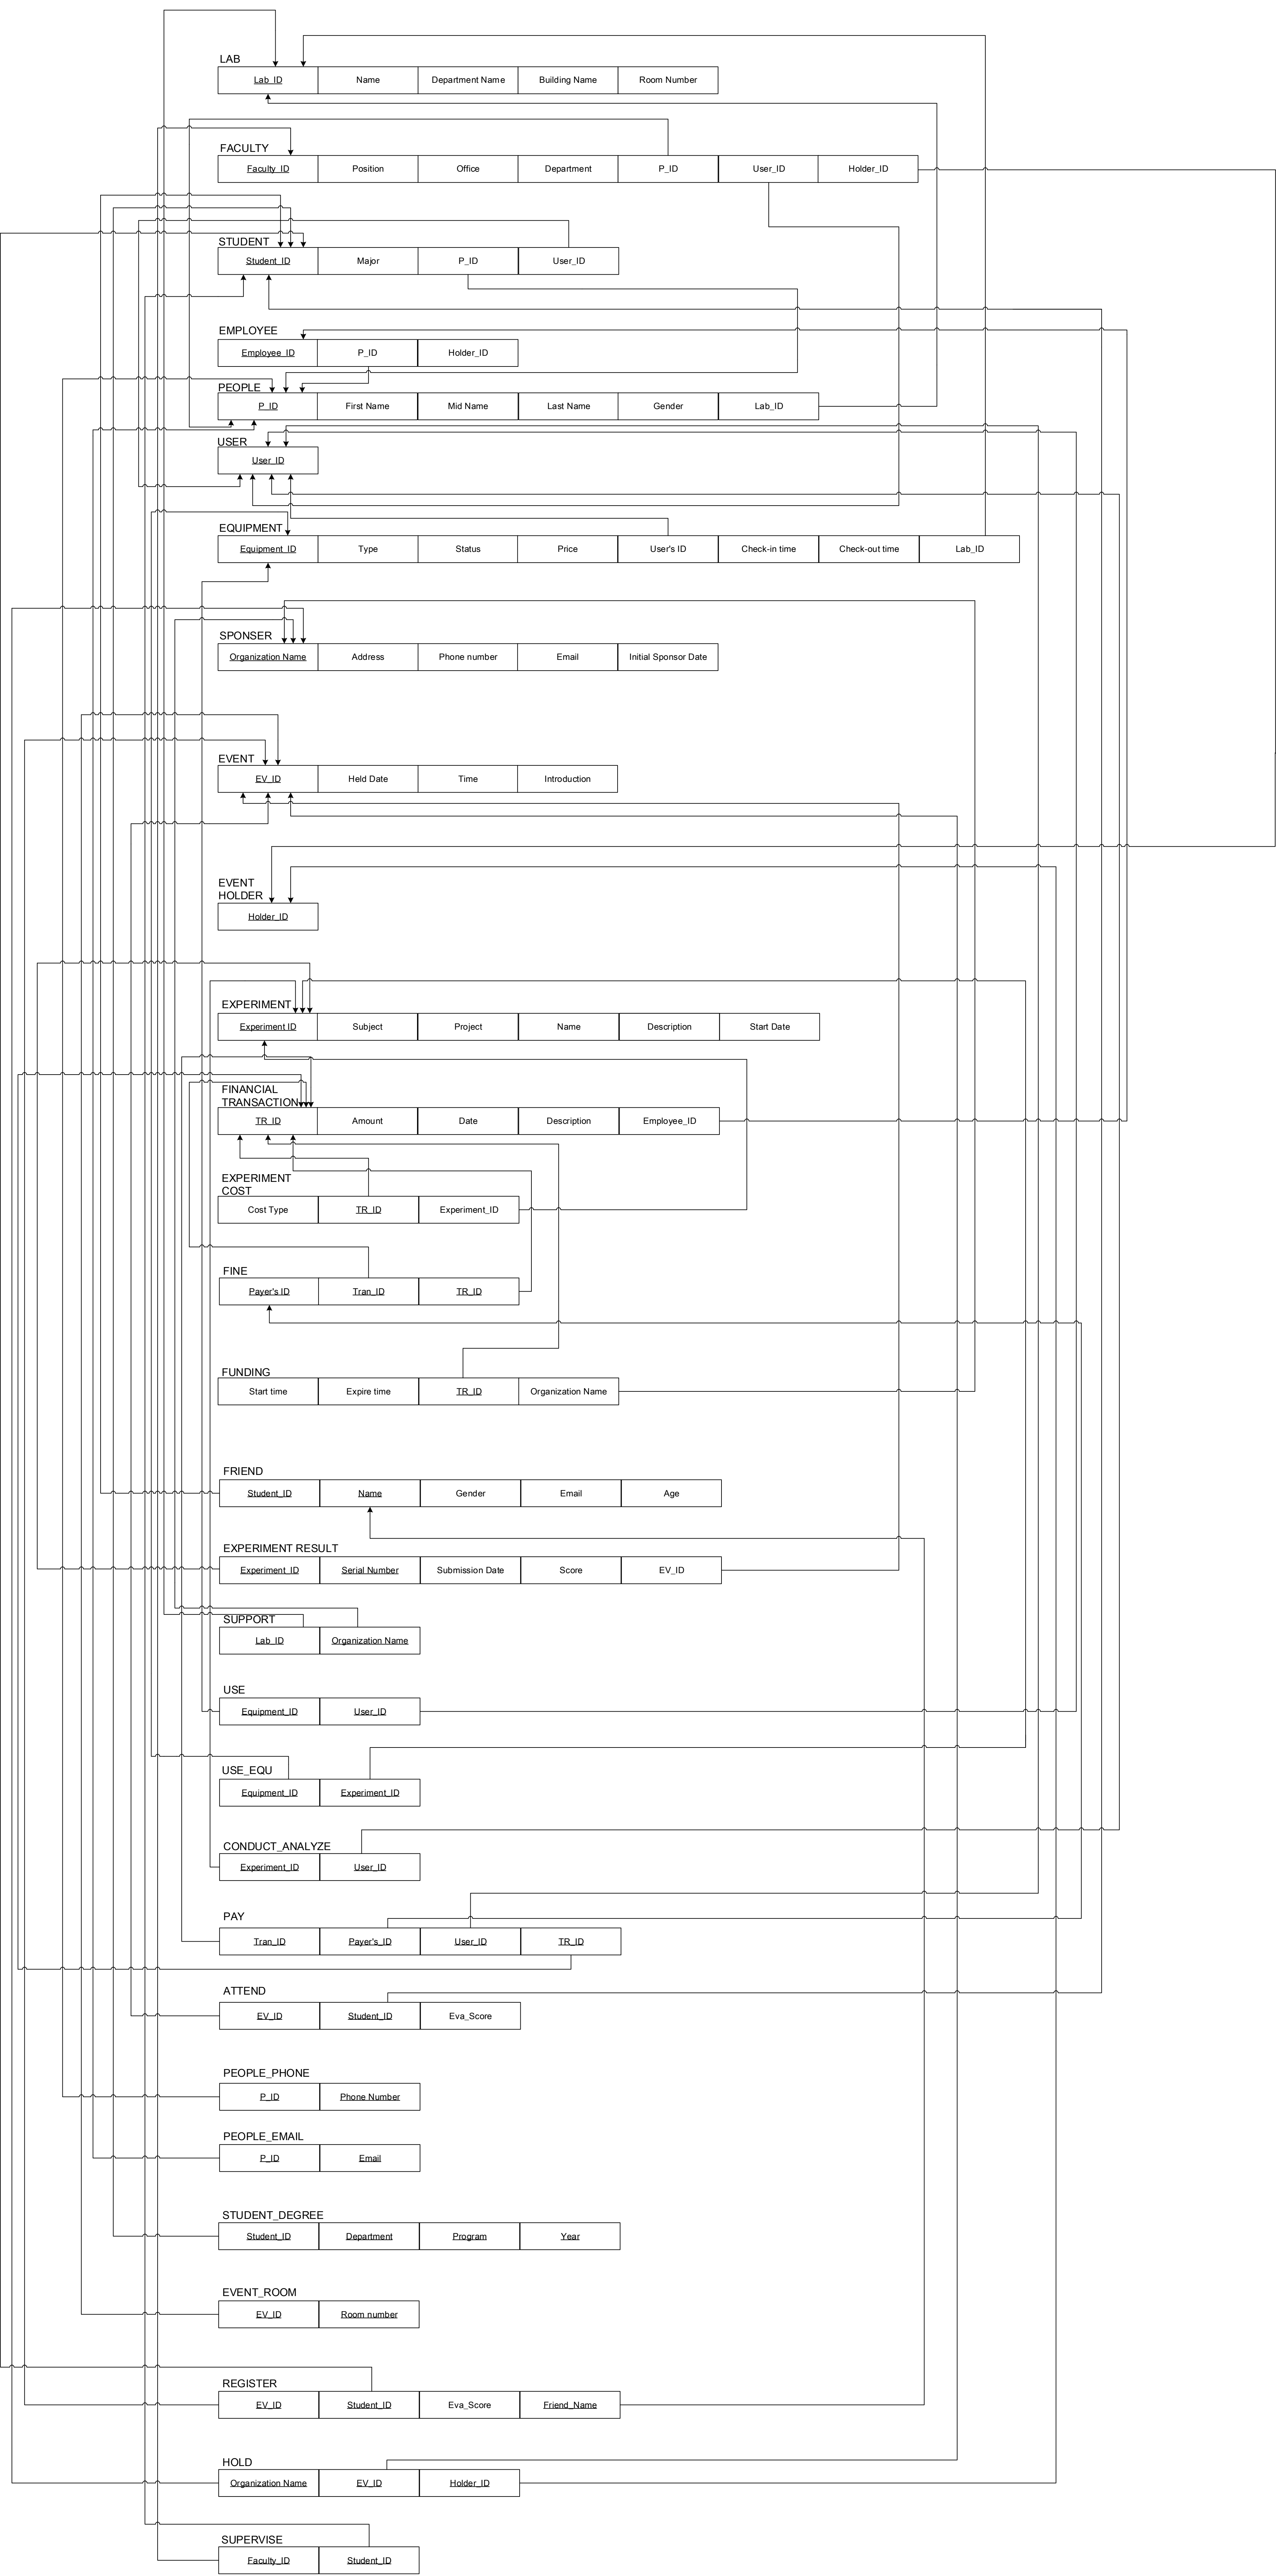 LAB
Lab_ID Name Department Name Building Name Room Number
FACULTY
Faculty_ID Position Office Department P_ID User_ID Holder_ID
STUDENT
Student_ID Major P_ID User_ID
EMPLOYEE
Employee_ID P_ID Holder_ID
PEOPLE
P_ID First Name Mid Name Last Name Gender Lab_ID
USER
User_ID
EQUIPMENT
Equipment_ID Type Status Price User's ID Check-in time Check-out time Lab_ID
SPONSER
Organization Name Address Phone number Email Initial Sponsor Date
EVENT
EV_ID Held Date Time Introduction
EVENT
HOLDER
Holder_ID
EXPERIMENT
Experiment ID Subject Project Name Description Start Date
FINANCIAL
TRANSACTION
TR_ID Amount Date Description Employee_ID
EXPERIMENT
COST
Cost Type TR_ID Experiment_ID
FINE
Payer's ID Tran_ID TR_ID
FUNDING
Start time Expire time TR_ID Organization Name
FRIEND
Student_ID Name Gender Email Age
EXPERIMENT RESULT
Experiment_ID Serial Number Submission Date Score EV_ID
SUPPORT
Lab_ID Organization Name
USE
Equipment_ID User_ID
USE_EQU
Equipment_ID Experiment_ID
CONDUCT_ANALYZE
Experiment_ID User_ID
PAY
Tran_ID Payer's_ID User_ID TR_ID
ATTEND
EV_ID Student_ID Eva_Score
PEOPLE_PHONE
P_ID Phone Number
PEOPLE_EMAIL
P_ID Email
STUDENT_DEGREE
Student_ID Department Program Year
EVENT_ROOM
EV_ID Room number
REGISTER
EV_ID Student_ID Eva_Score Friend_Name
HOLD
Organization Name EV_ID Holder_ID
SUPERVISE
Faculty_ID Student_ID